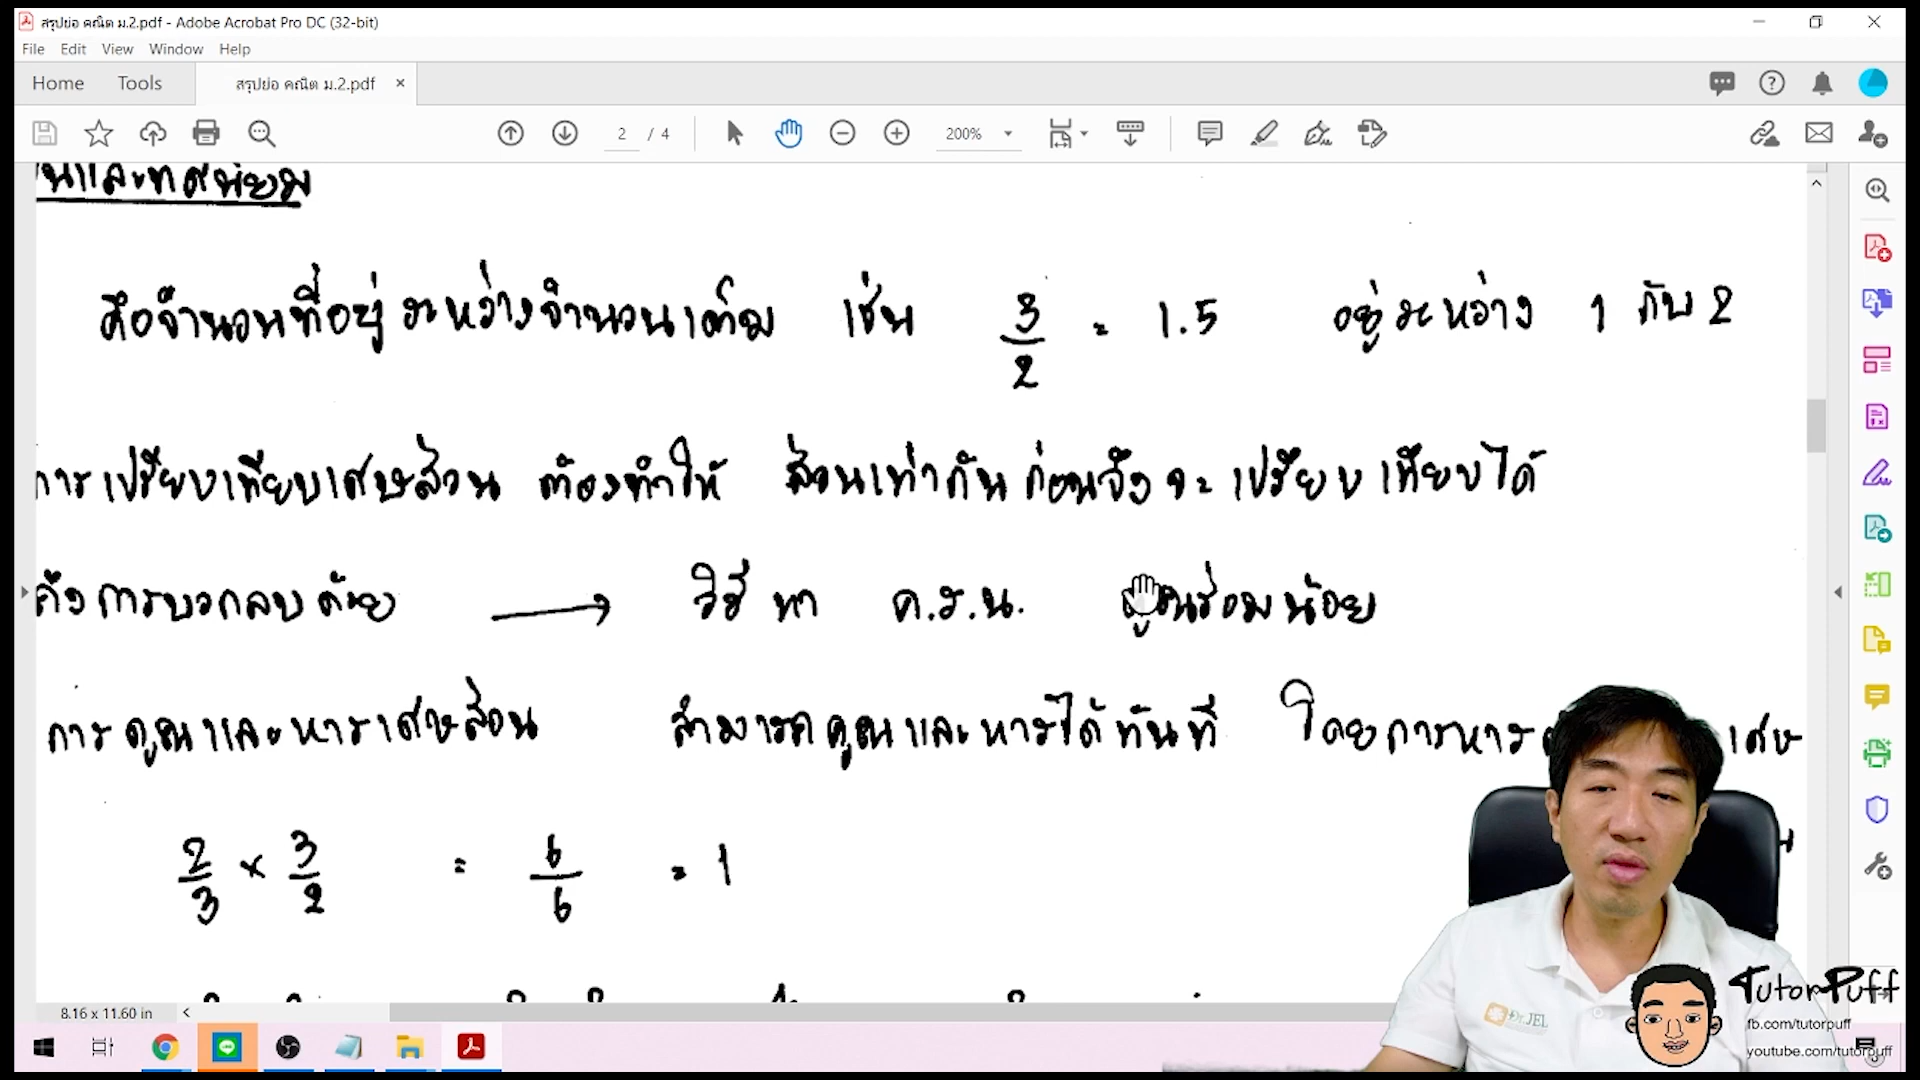 สรุปย่อ คณิต ม.2.pdf - Adobe Acrobat Pro DC (32-bit)
File Edit View Window Help
Home Tools สรุปย่อ คณิต ม.2.pdf ×
2 / 4 200%
นและทศนิยม
คือจำนวนที่อยู่ระหว่างจำนวนเต็ม เช่น 3/2 = 1.5 อยู่ระหว่าง 1 กับ 2
การเปรียบเทียบเศษส่วน ต้องทำให้ ส่วนเท่ากันก่อนจึงจะเปรียบเทียบได้
การบวกลบด้วย → วิธี หา ค.ร.น. คูณร่วมน้อย
การคูณและหารเศษส่วน สามารถคูณและหารได้ทันที โดยการหาร เศษ
2/3 × 3/2 = 6/6 = 1
Dr.JEL
TutorPuff
fb.com/tutorpuff
youtube.com/tutorpuff
8.16 x 11.60 in